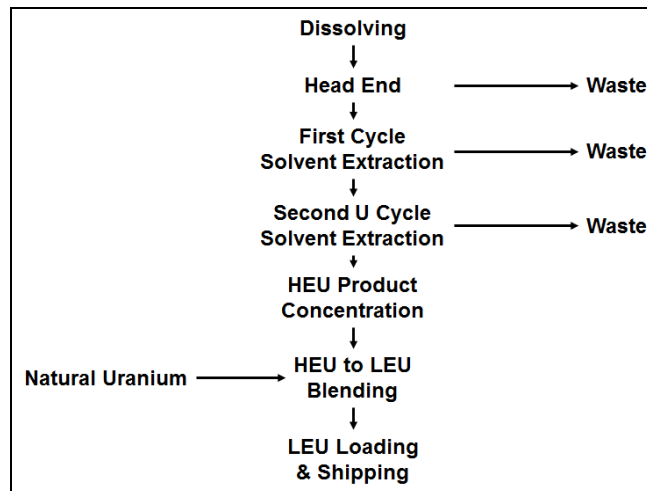 Dissolving
Head End
Waste
First Cycle
Solvent Extraction
Waste
Second U Cycle
Solvent Extraction
Waste
HEU Product
Concentration
Natural Uranium
HEU to LEU
Blending
LEU Loading
& Shipping